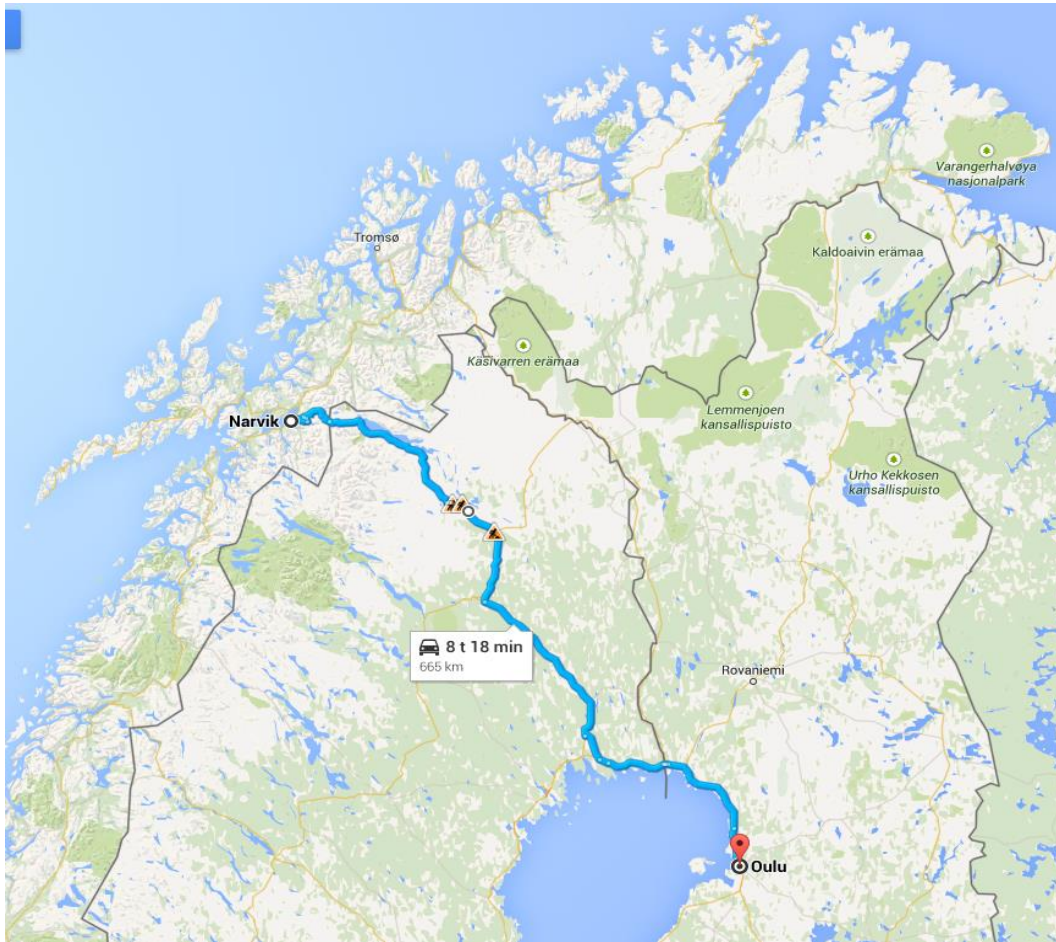 Varangerhalvøya
nasjonalpark
Tromsø
Kaldoaivin erämaa
Käsivarren erämaa
Lemmenjoen
kansallispuisto
Narvik
Urho Kekkosen
kansallispuisto
8 t 18 min
665 km
Rovaniemi
Oulu